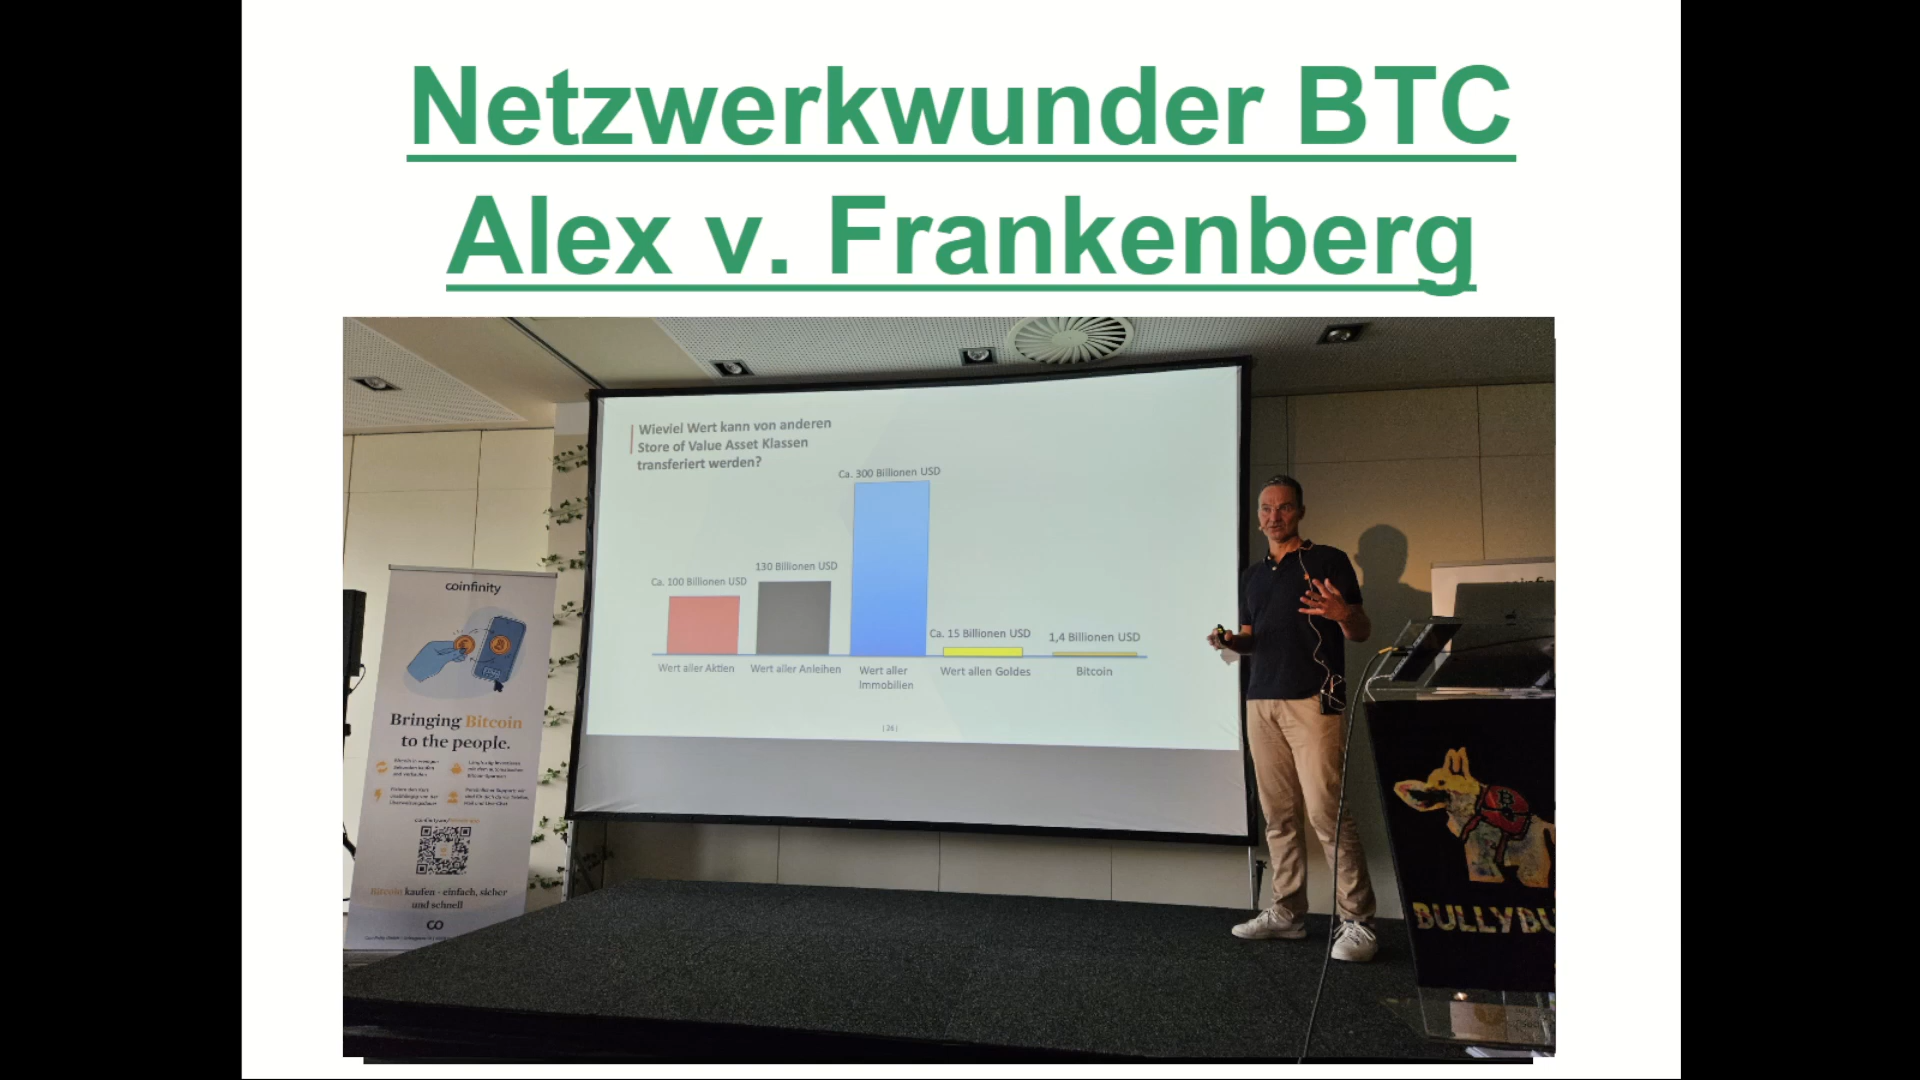 Netzwerkwunder BTC
Alex v. Frankenberg
Wieviel Wert kann von anderen
Store of Value Asset Klassen
transferiert werden?
Ca. 300 Billionen USD
130 Billionen USD
Ca. 100 Billionen USD
Ca. 15 Billionen USD
1,4 Billionen USD
Wert aller Aktien
Wert aller Anleihen
Wert aller
Immobilien
Wert allen Goldes
Bitcoin
| 26 |
coinfinity
Bringing Bitcoin
to the people.
Bitcoin kaufen - einfach, sicher
und schnell
CO
BULLYBU